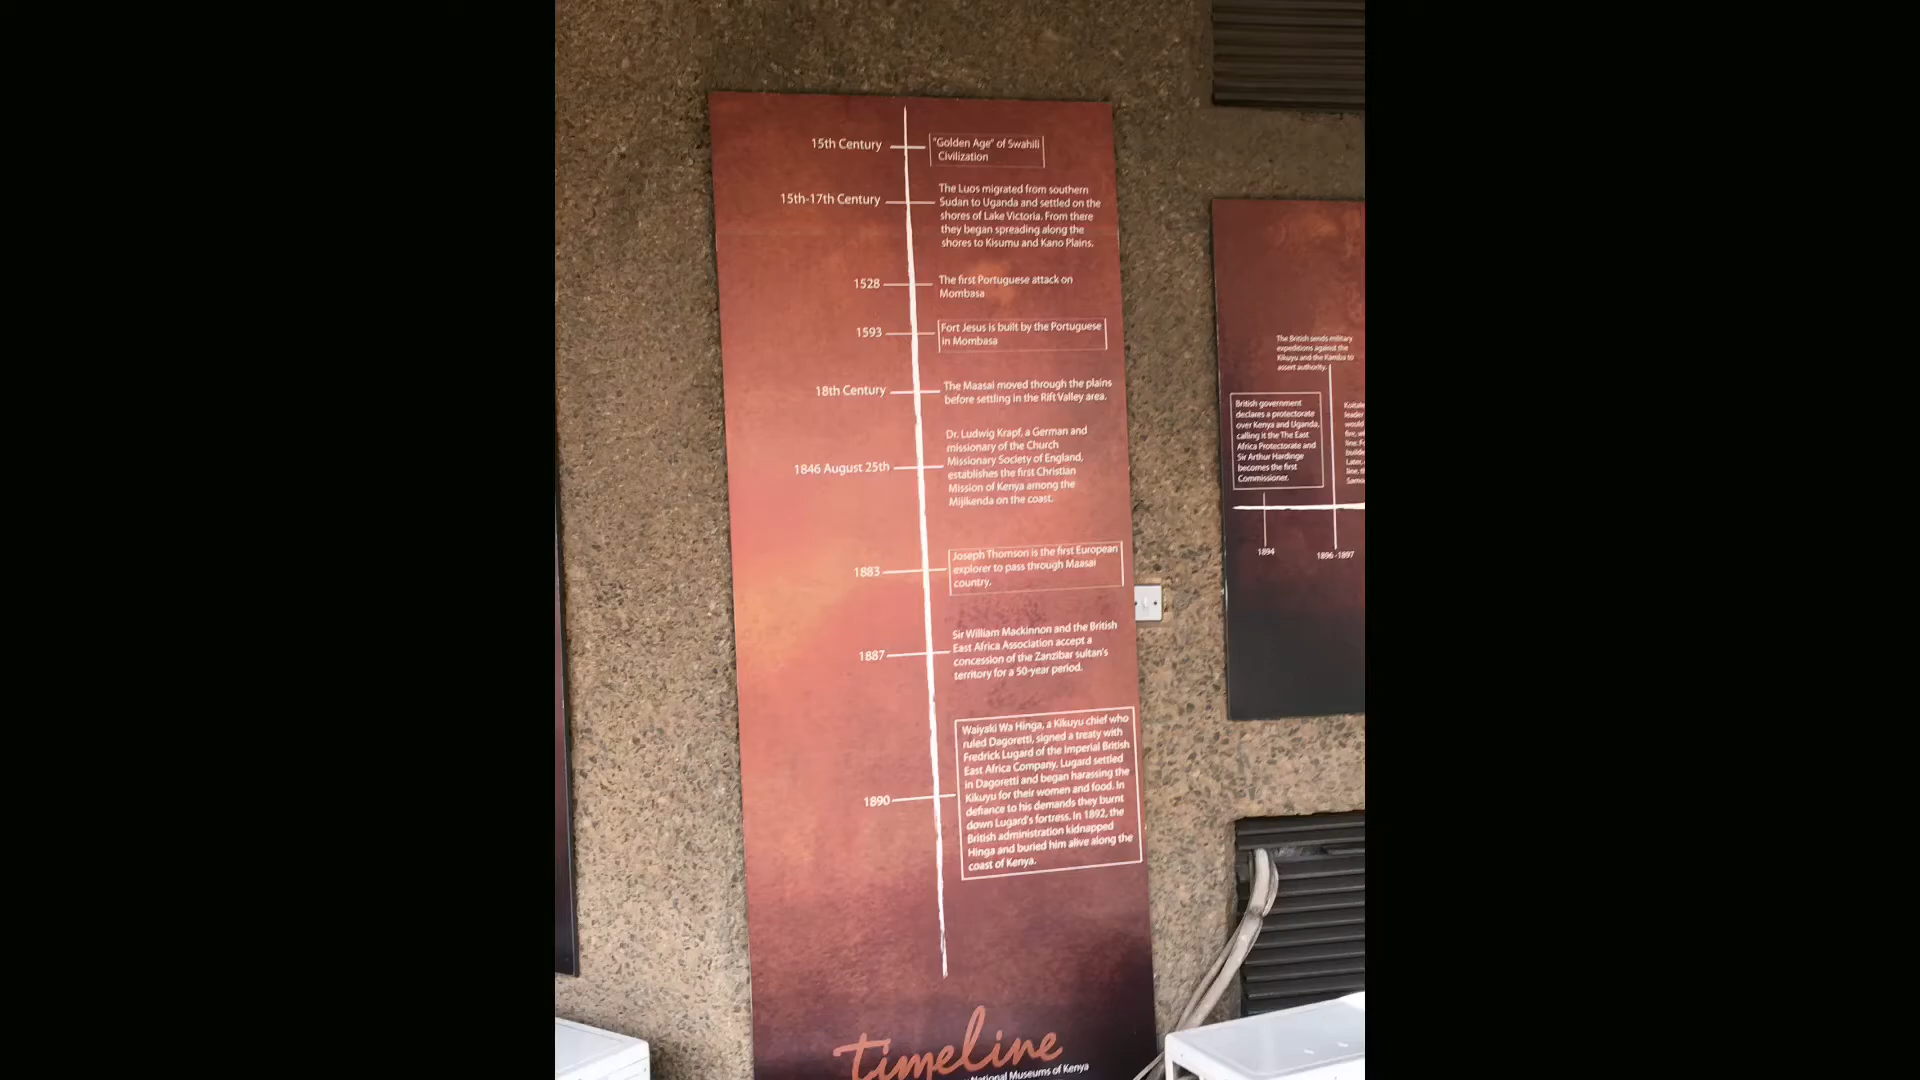 15th Century
"Golden Age" of Swahili
Civilization
15th-17th Century
The Luos migrated from southern
Sudan to Uganda and settled on the
shores of Lake Victoria. From there
they began spreading along the
shores to Kisumu and Kano Plains.
1528
The first Portuguese attack on
Mombasa
1593
Fort Jesus is built by the Portuguese
in Mombasa
18th Century
The Maasai moved through the plains
before settling in the Rift Valley area.
1846 August 25th
Dr. Ludwig Krapf, a German and
missionary of the Church
Missionary Society of England,
establishes the first Christian
Mission of Kenya among the
Mijikenda on the coast.
1883
Joseph Thomson is the first European
explorer to pass through Maasai
country.
1887
Sir William Mackinnon and the British
East Africa Association accept a
concession of the Zanzibar sultan's
territory for a 50-year period.
1890
Waiyaki Wa Hinga, a Kikuyu chief who
ruled Dagoretti, signed a treaty with
Fredrick Lugard of the Imperial British
East Africa Company. Lugard settled
in Dagoretti and began harassing the
Kikuyu for their women and food. In
defiance to his demands they burnt
down Lugard's fortress. In 1892, the
British administration kidnapped
Hinga and buried him alive along the
coast of Kenya.
timeline
National Museums of Kenya
The British sends military
expeditions against the
Kikuyu and the Kamba to
assert authority.
British government
declares a protectorate
over Kenya and Uganda,
calling it the The East
Africa Protectorate and
Sir Arthur Hardinge
becomes the first
Commissioner.
leader
would
line.
Later,
1894
1896-1897